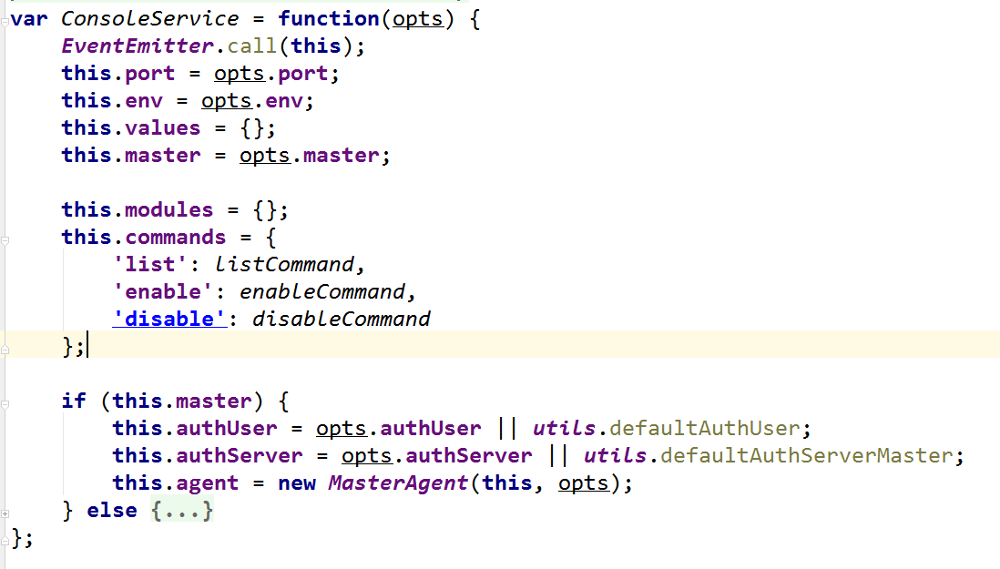 var ConsoleService = function(opts) {
    EventEmitter.call(this);
    this.port = opts.port;
    this.env = opts.env;
    this.values = {};
    this.master = opts.master;

    this.modules = {};
    this.commands = {
        'list': listCommand,
        'enable': enableCommand,
        'disable': disableCommand
    };

    if (this.master) {
        this.authUser = opts.authUser || utils.defaultAuthUser;
        this.authServer = opts.authServer || utils.defaultAuthServerMaster;
        this.agent = new MasterAgent(this, opts);
    } else {...}
};